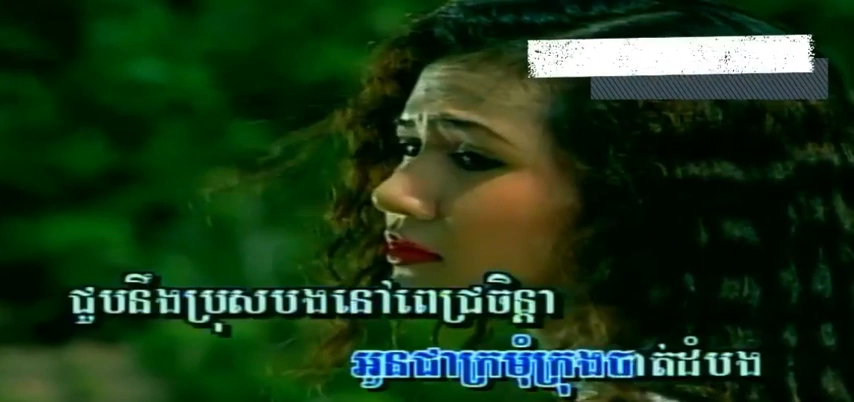 ជួបនឹងប្រុសបងនៅពេជ្រចិន្តា
អូនជាក្រមុំក្រុងបាត់ដំបង